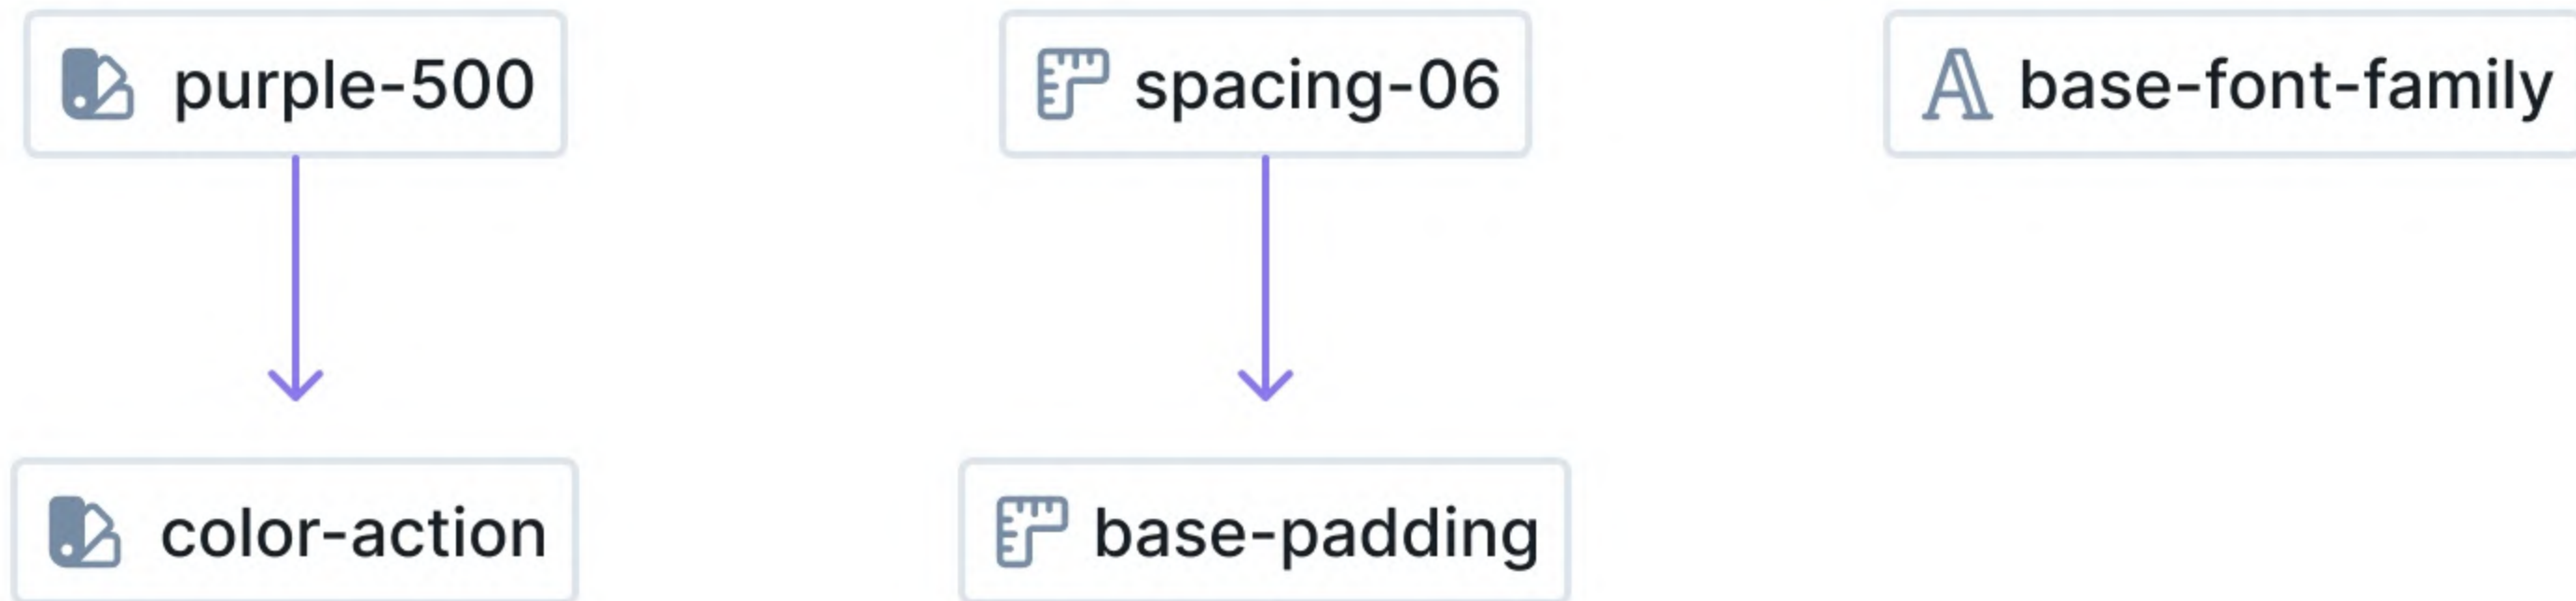 purple-500
spacing-06
base-font-family
color-action
base-padding